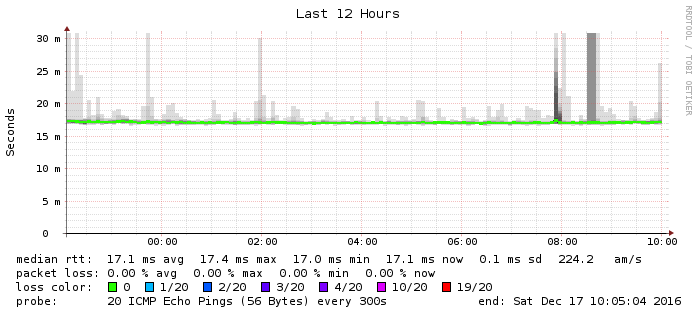 Last 12 Hours
RRDTOOL / TOBI OETIKER
Seconds
30 m
25 m
20 m
15 m
10 m
5 m
0
00:00 02:00 04:00 06:00 08:00 10:00
median rtt: 17.1 ms avg 17.4 ms max 17.0 ms min 17.1 ms now 0.1 ms sd 224.2 am/s
packet loss: 0.00 % avg 0.00 % max 0.00 % min 0.00 % now
loss color: 0 1/20 2/20 3/20 4/20 10/20 19/20
probe: 20 ICMP Echo Pings (56 Bytes) every 300s end: Sat Dec 17 10:05:04 2016